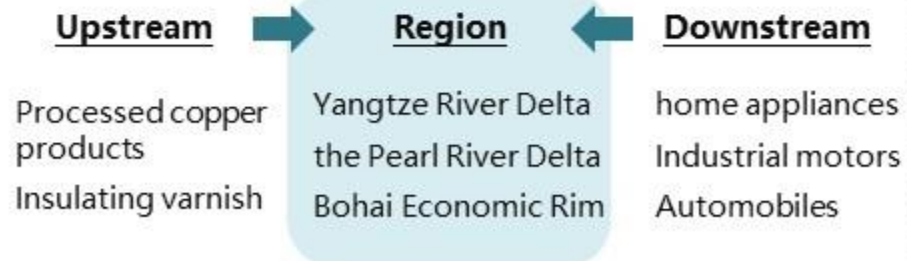 Upstream
Region
Downstream
Processed copper
products
Insulating varnish
Yangtze River Delta
the Pearl River Delta
Bohai Economic Rim
home appliances
Industrial motors
Automobiles